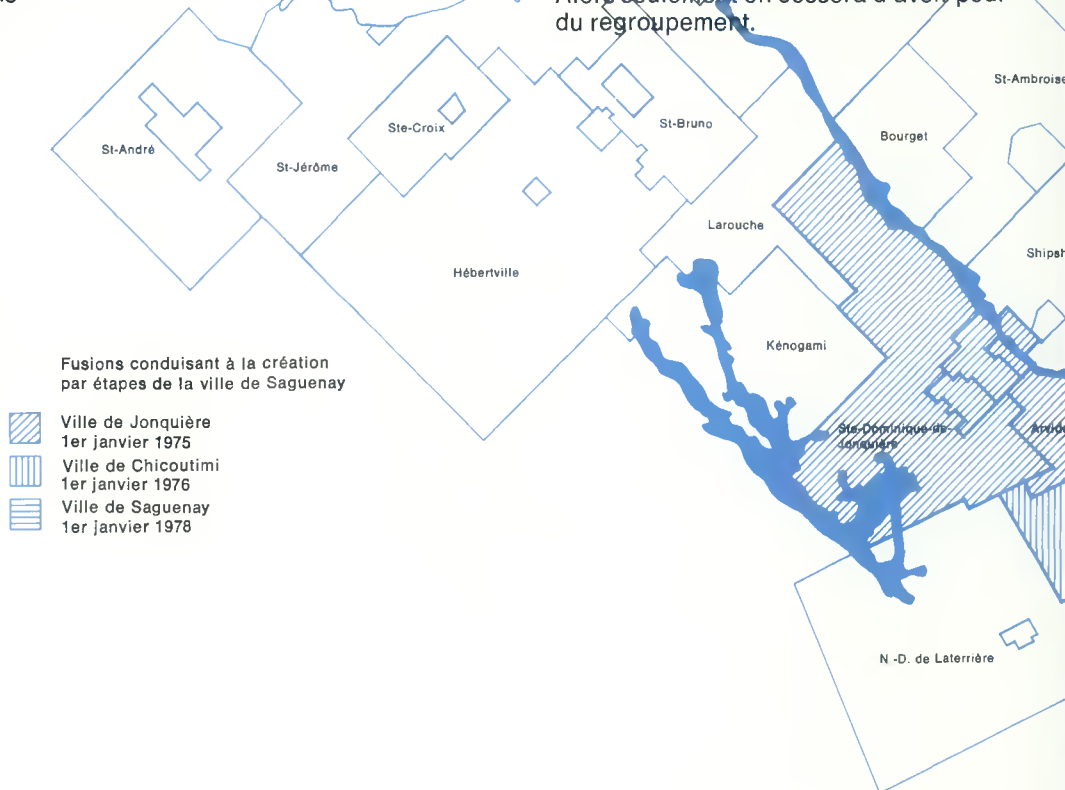 du regroupement.
St-Ambroise
Bourget
St-Bruno
Ste-Croix
St-André
St-Jérôme
Larouche
Hébertville
Kénogami
Fusions conduisant à la création
par étapes de la ville de Saguenay
Ville de Jonquière
1er janvier 1975
Ville de Chicoutimi
1er janvier 1976
Ville de Saguenay
1er janvier 1978
Ste-Dominique-de-
Jonquière
N -D. de Laterrière